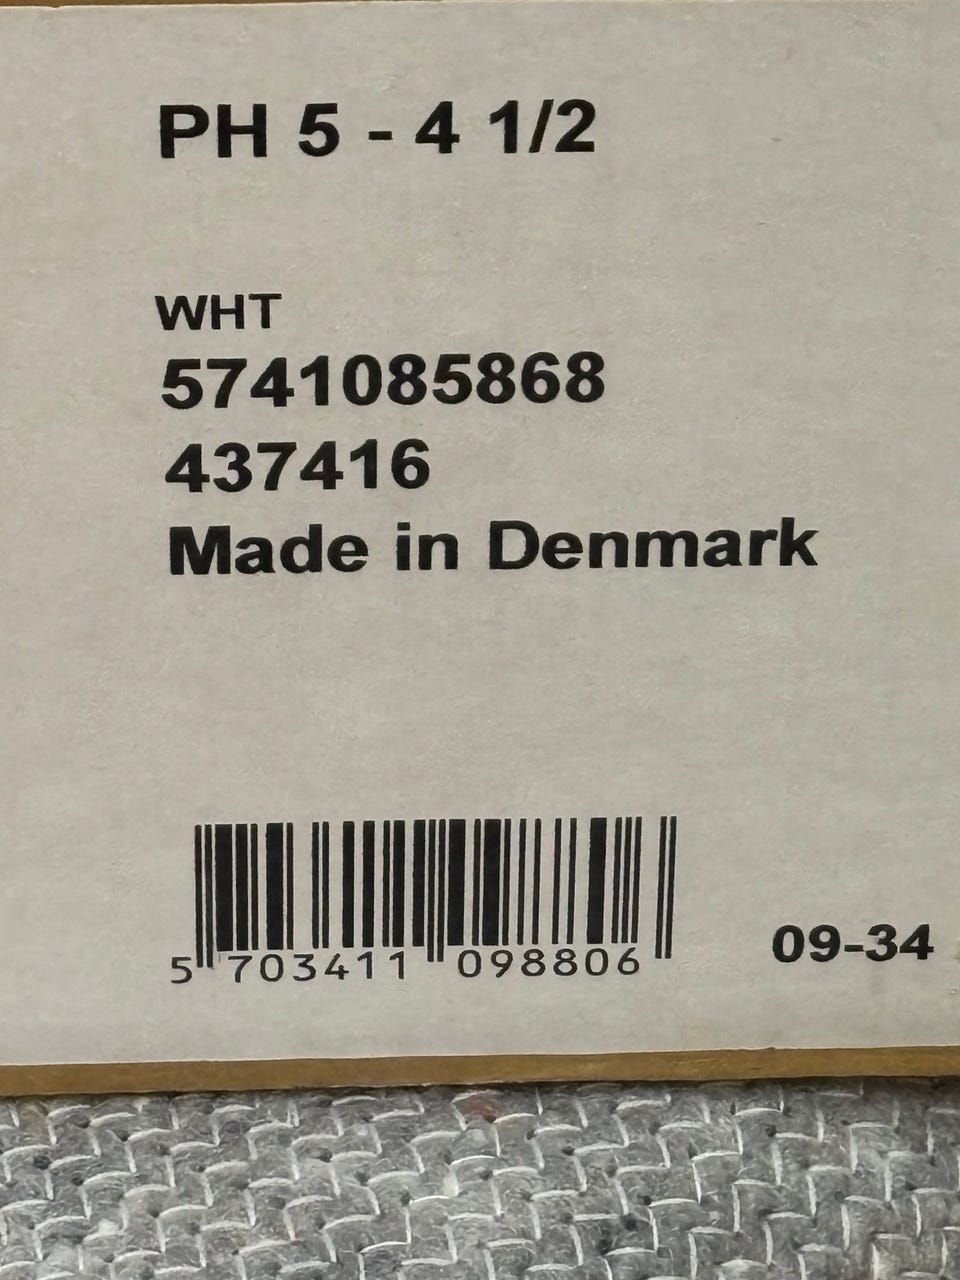 PH 5 - 4 1/2
WHT
5741085868
437416
Made in Denmark
5 703411 098806
09-34